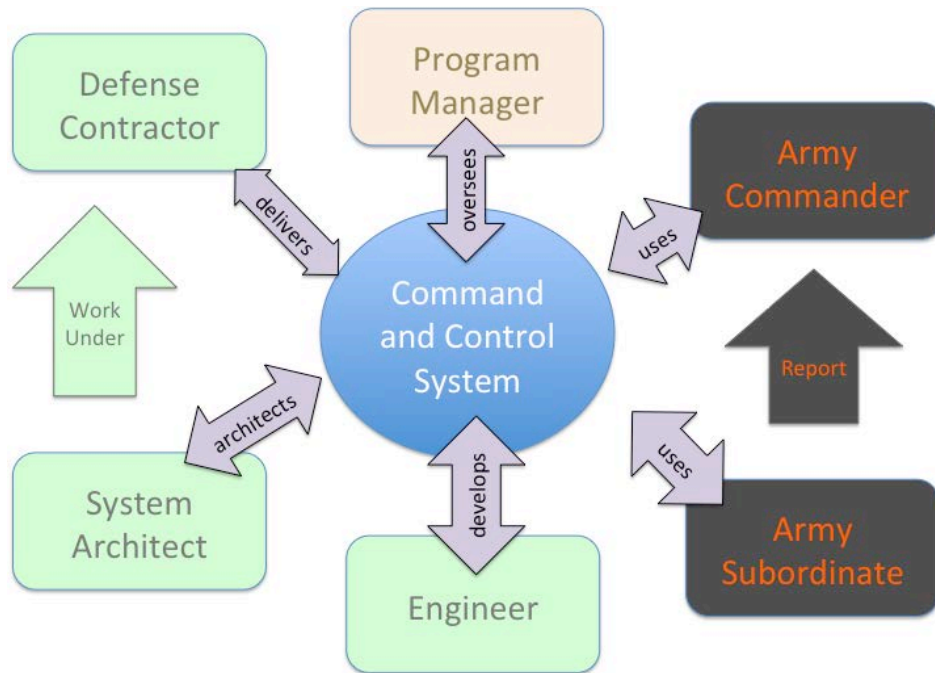 Defense
Contractor
Program
Manager
Army
Commander
delivers
oversees
uses
Work
Under
Command
and Control
System
Report
architects
develops
uses
System
Architect
Engineer
Army
Subordinate